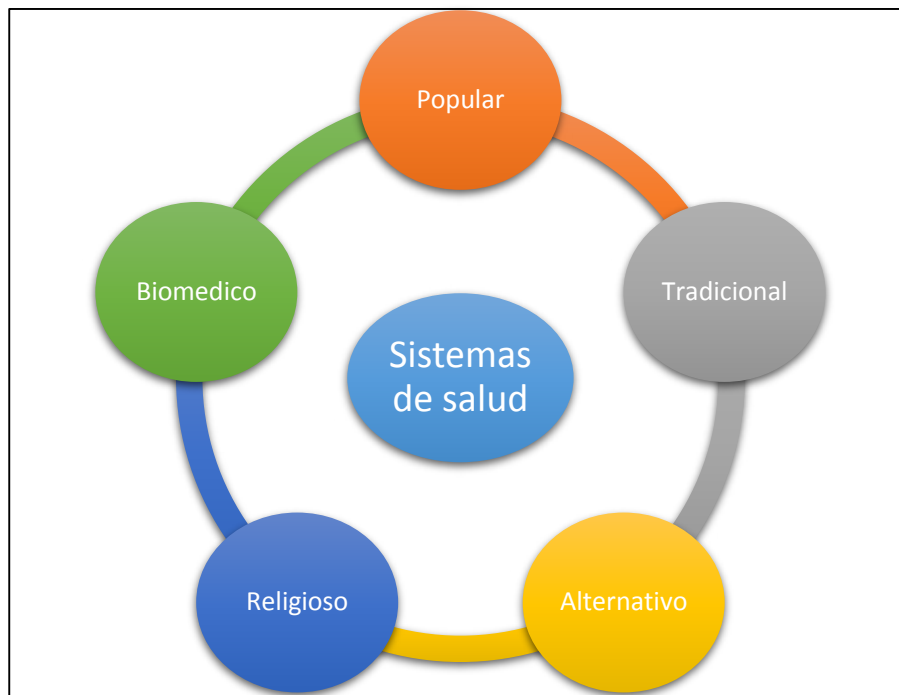 Popular
Biomedico
Tradicional
Sistemas
de salud
Religioso
Alternativo